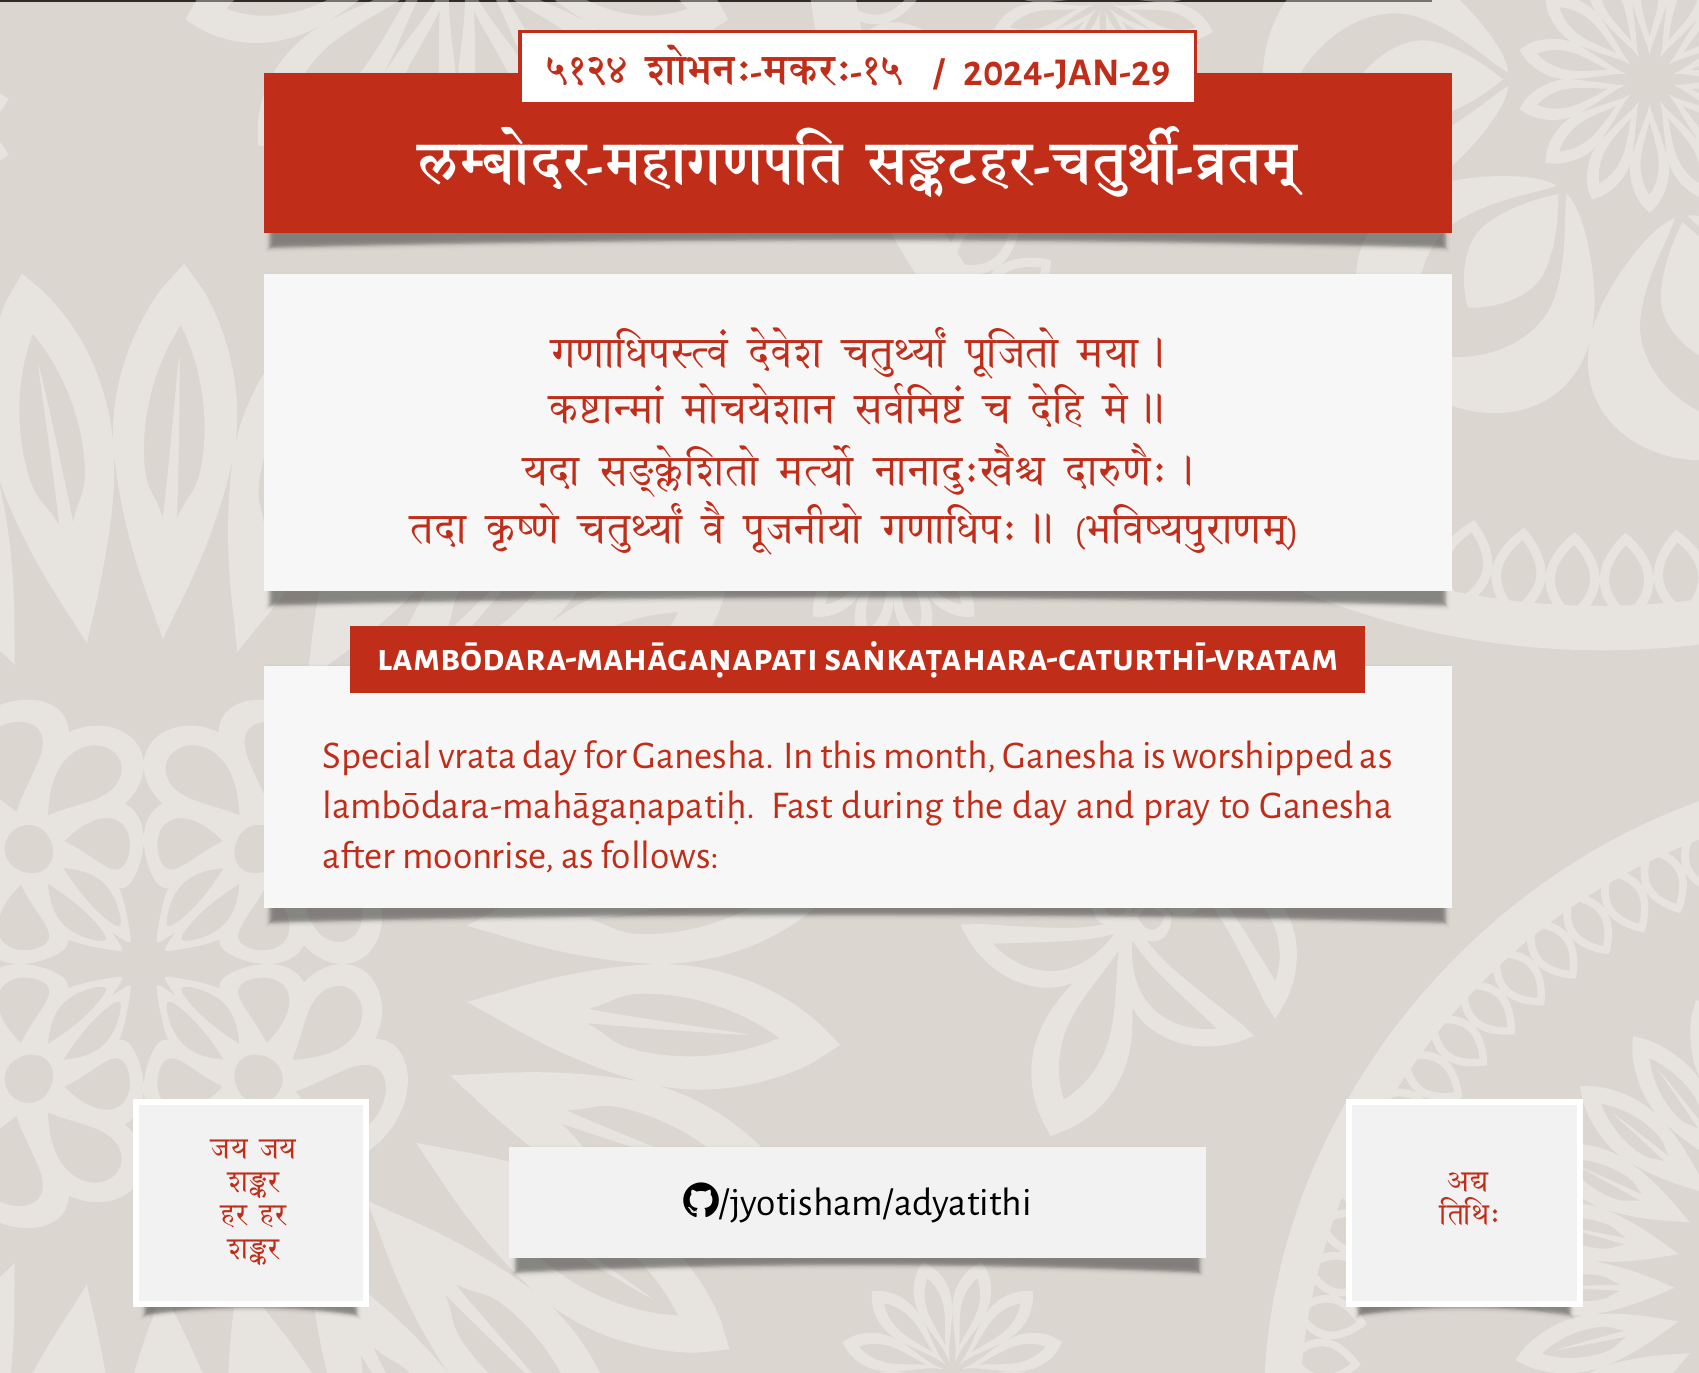 ५१२४ शोभनः-मकरः-१५ / 2024-JAN-29
लम्बोदर-महागणपति सङ्कटहर-चतुर्थी-व्रतम्
गणाधिपस्त्वं देवेश चतुर्थ्यां पूजितो मया ।
कष्टान्मां मोचयेशान सर्वमिष्टं च देहि मे ॥
यदा सङ्क्लेशितो मर्त्यो नानादुःखैश्च दारुणैः ।
तदा कृष्णे चतुर्थ्यां वै पूजनीयो गणाधिपः ॥ (भविष्यपुराणम्)
LAMBŌDARA-MAHĀGAṆAPATI SAṄKAṬAHARA-CATURTHĪ-VRATAM
Special vrata day for Ganesha. In this month, Ganesha is worshipped as
lambōdara-mahāgaṇapatiḥ. Fast during the day and pray to Ganesha
after moonrise, as follows:
जय जय
शङ्कर
हर हर
शङ्कर
/jyotisham/adyatithi
अद्य
तिथिः